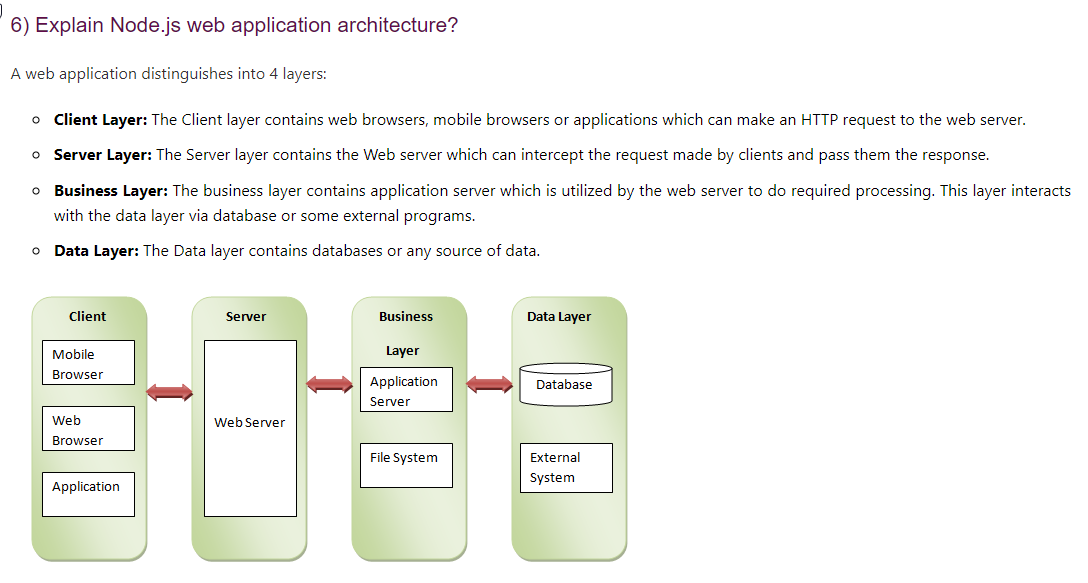 6) Explain Node.js web application architecture?
A web application distinguishes into 4 layers:
Client Layer: The Client layer contains web browsers, mobile browsers or applications which can make an HTTP request to the web server.
Server Layer: The Server layer contains the Web server which can intercept the request made by clients and pass them the response.
Business Layer: The business layer contains application server which is utilized by the web server to do required processing. This layer interacts
with the data layer via database or some external programs.
Data Layer: The Data layer contains databases or any source of data.
Client
Mobile
Browser
Web
Browser
Application
Server
Web Server
Business
Layer
Application
Server
File System
Data Layer
Database
External
System